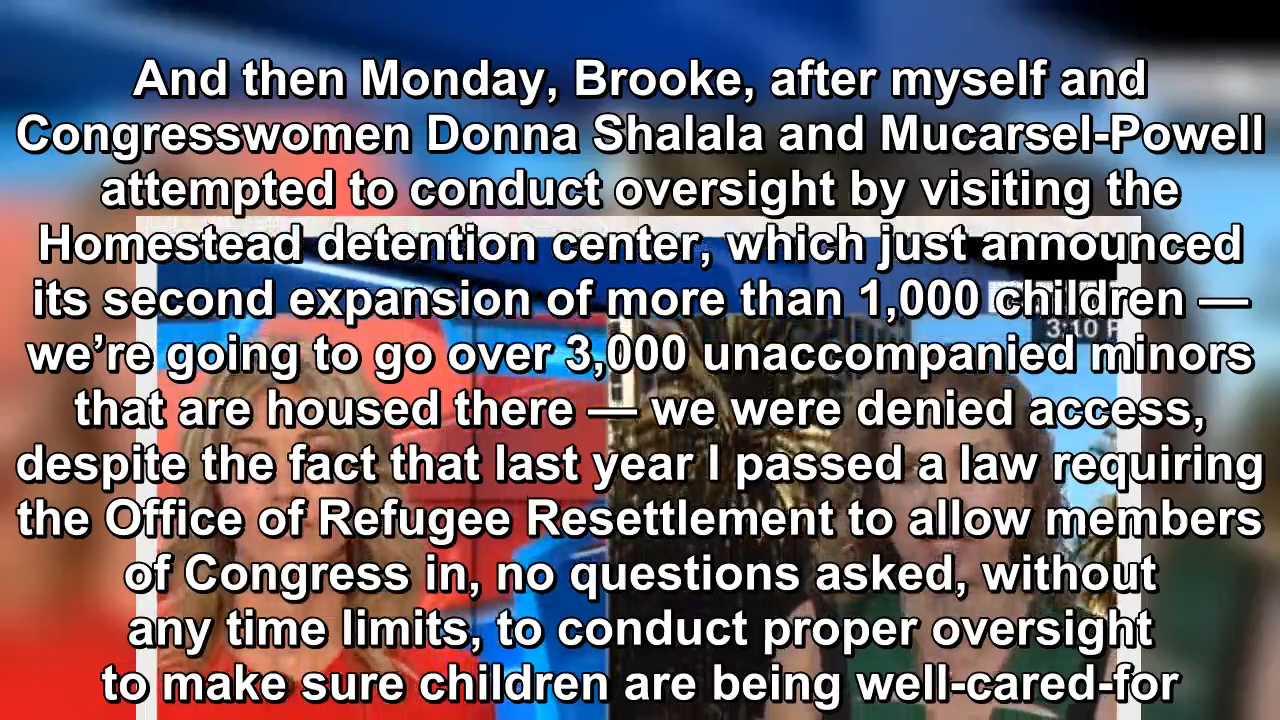 And then Monday, Brooke, after myself and
Congresswomen Donna Shalala and Mucarsel-Powell
attempted to conduct oversight by visiting the
Homestead detention center, which just announced
its second expansion of more than 1,000 children —
we’re going to go over 3,000 unaccompanied minors
that are housed there — we were denied access,
despite the fact that last year I passed a law requiring
the Office of Refugee Resettlement to allow members
of Congress in, no questions asked, without
any time limits, to conduct proper oversight
to make sure children are being well-cared-for
3:10 P